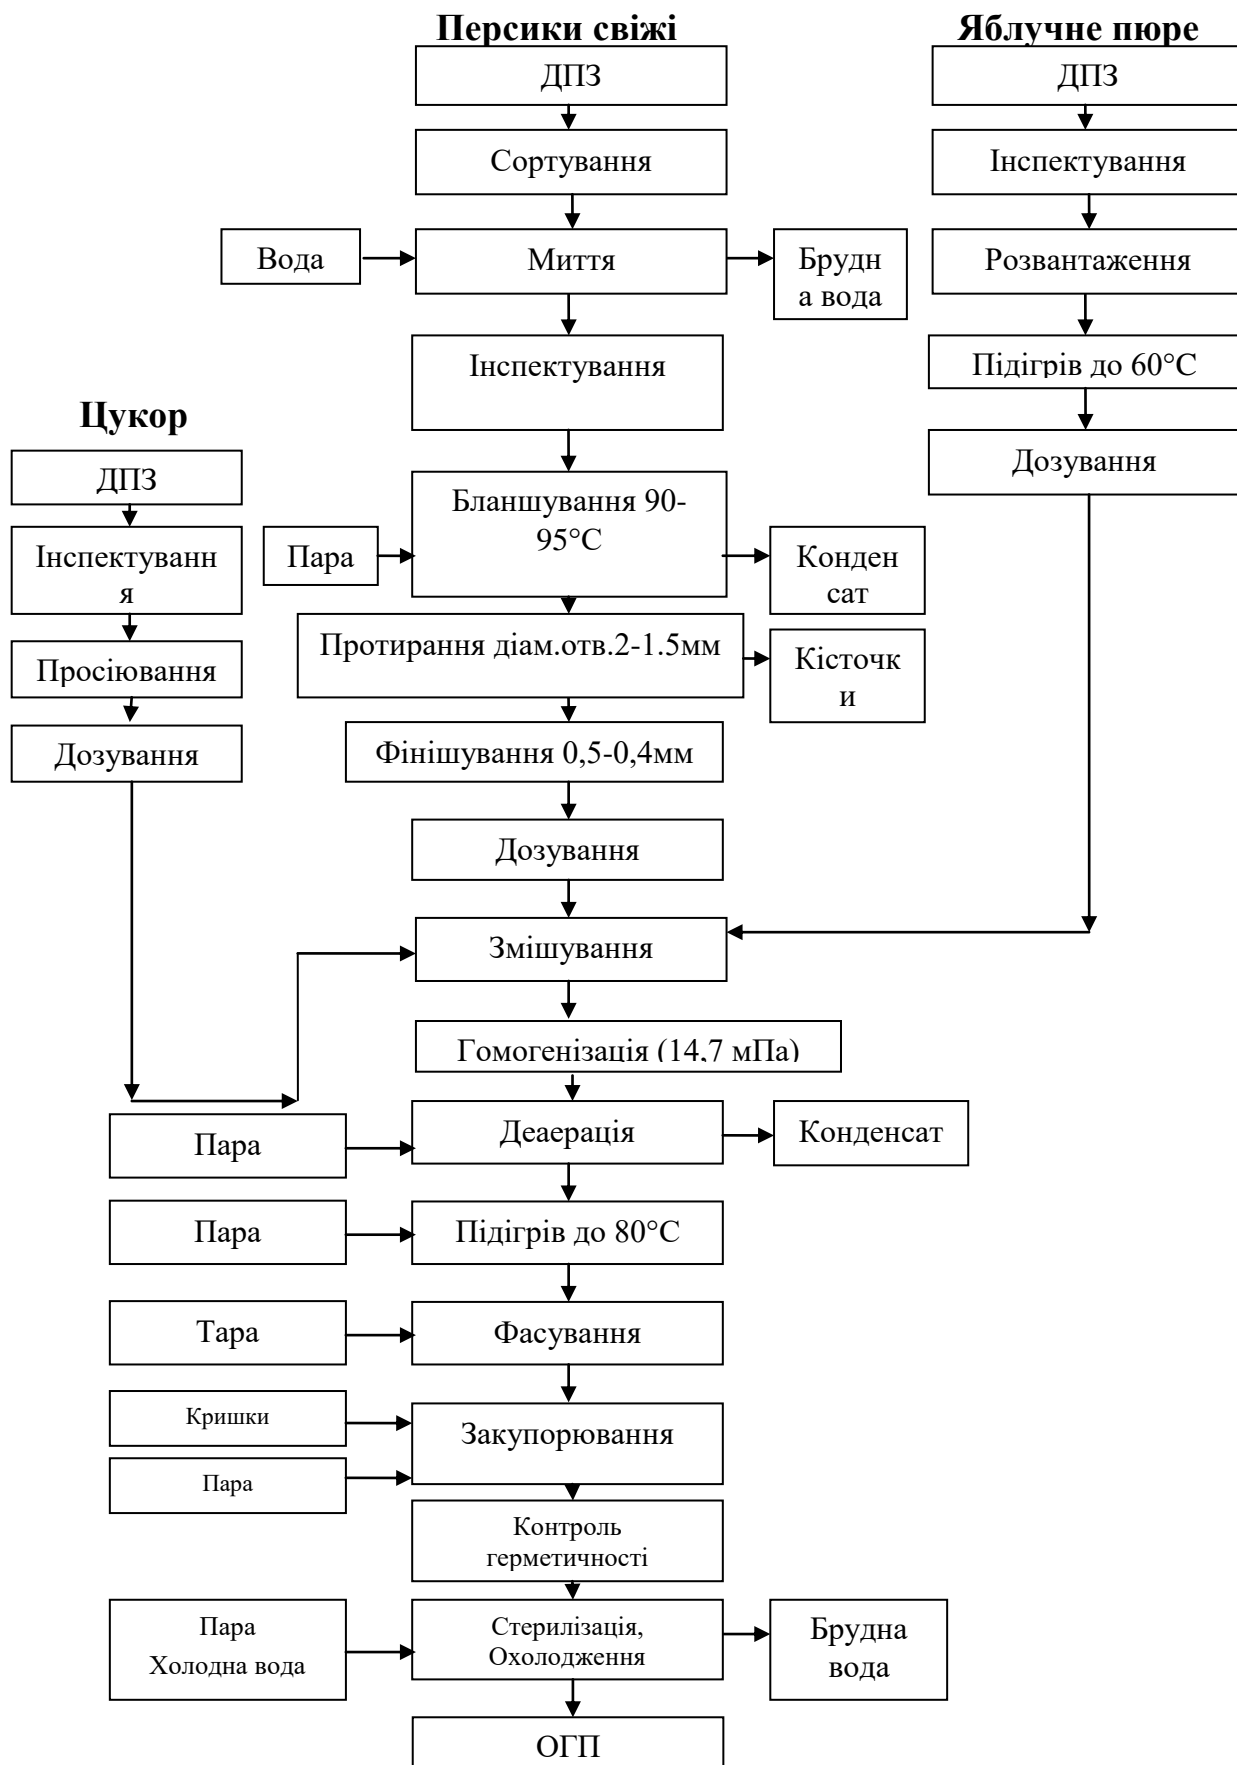 Персики свіжі
Яблучне пюре
ДПЗ
ДПЗ
Сортування
Інспектування
Вода
Миття
Брудн
а вода
Розвантаження
Інспектування
Підігрів до 60°С
Цукор
Дозування
ДПЗ
Бланшування 90-
95°С
Інспектуванн
я
Пара
Конден
сат
Протирання діам.отв.2-1.5мм
Кісточк
и
Просіювання
Фінішування 0,5-0,4мм
Дозування
Дозування
Змішування
Гомогенізація (14,7 мПа)
Пара
Деаерація
Конденсат
Пара
Підігрів до 80°С
Тара
Фасування
Кришки
Закупорювання
Пара
Контроль
герметичності
Пара
Холодна вода
Стерилізація,
Охолодження
Брудна
вода
ОГП